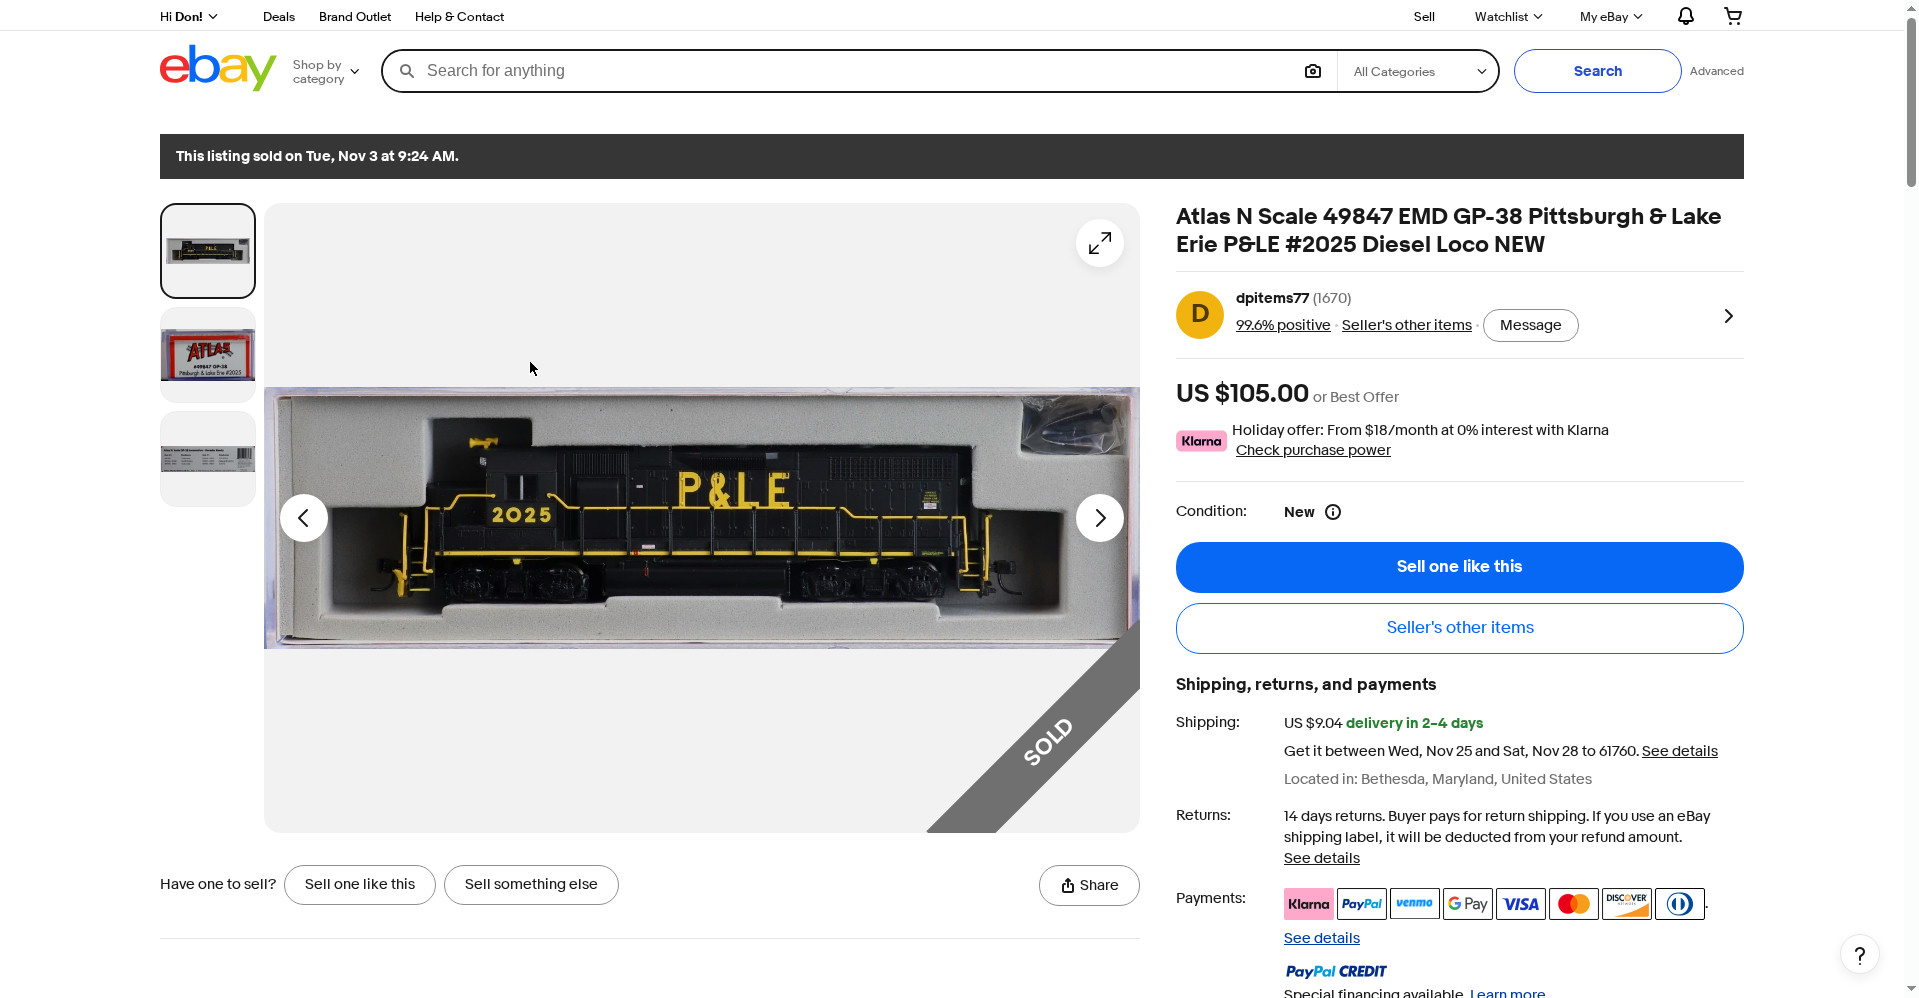 Hi Don!
Deals
Brand Outlet
Help & Contact
Sell
Watchlist
My eBay
ebay
Shop by category
Search for anything
All Categories
Search
Advanced
This listing sold on Tue, Nov 3 at 9:24 AM.
P&LE
ATLAS
#49847 GP-38
Pittsburgh & Lake Erie #2025
P&LE
2025
SOLD
Have one to sell?
Sell one like this
Sell something else
Share
Atlas N Scale 49847 EMD GP-38 Pittsburgh & Lake
Erie P&LE #2025 Diesel Loco NEW
D
dpitems77 (1670)
99.6% positive · Seller's other items · Message
US $105.00 or Best Offer
Klarna Holiday offer: From $18/month at 0% interest with Klarna
Check purchase power
Condition: New
Sell one like this
Seller's other items
Shipping, returns, and payments
Shipping: US $9.04 delivery in 2–4 days
Get it between Wed, Nov 25 and Sat, Nov 28 to 61760. See details
Located in: Bethesda, Maryland, United States
Returns: 14 days returns. Buyer pays for return shipping. If you use an eBay
shipping label, it will be deducted from your refund amount.
See details
Payments: Klarna PayPal venmo G Pay VISA DISCOVER .
See details
PayPal CREDIT
Special financing available. Learn more
?